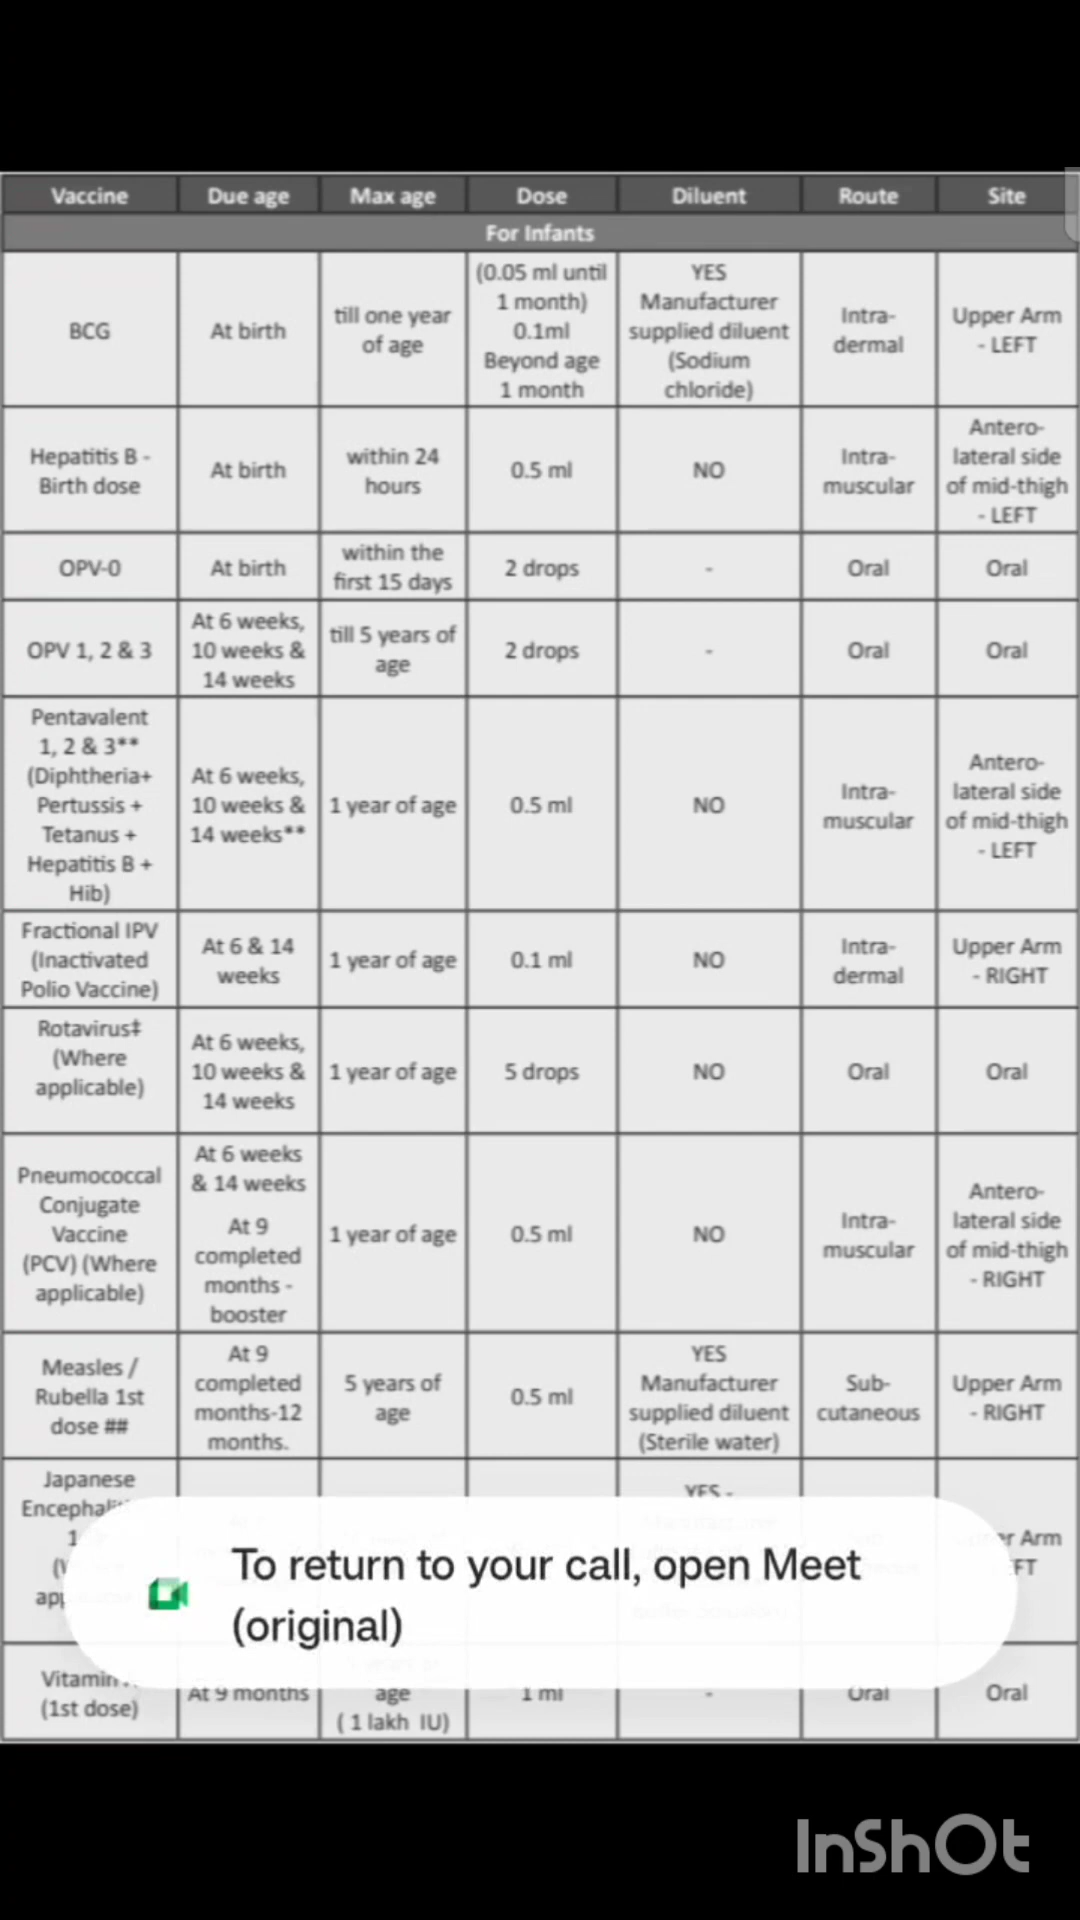 Vaccine Due age Max age Dose Diluent Route Site
For Infants
BCG
At birth
till one year
of age
(0.05 ml until
1 month)
0.1ml
Beyond age
1 month
YES
Manufacturer
supplied diluent
(Sodium
chloride)
Intra-
dermal
Upper Arm
- LEFT
Hepatitis B -
Birth dose
At birth
within 24
hours
0.5 ml
NO
Intra-
muscular
Antero-
lateral side
of mid-thigh
- LEFT
OPV-0
At birth
within the
first 15 days
2 drops
-
Oral
Oral
OPV 1, 2 & 3
At 6 weeks,
10 weeks &
14 weeks
till 5 years of
age
2 drops
-
Oral
Oral
Pentavalent
1, 2 & 3**
(Diphtheria+
Pertussis +
Tetanus +
Hepatitis B +
Hib)
At 6 weeks,
10 weeks &
14 weeks**
1 year of age
0.5 ml
NO
Intra-
muscular
Antero-
lateral side
of mid-thigh
- LEFT
Fractional IPV
(Inactivated
Polio Vaccine)
At 6 & 14
weeks
1 year of age
0.1 ml
NO
Intra-
dermal
Upper Arm
- RIGHT
Rotavirus‡
(Where
applicable)
At 6 weeks,
10 weeks &
14 weeks
1 year of age
5 drops
NO
Oral
Oral
Pneumococcal
Conjugate
Vaccine
(PCV) (Where
applicable)
At 6 weeks
& 14 weeks
At 9
completed
months -
booster
1 year of age
0.5 ml
NO
Intra-
muscular
Antero-
lateral side
of mid-thigh
- RIGHT
Measles /
Rubella 1st
dose ##
At 9
completed
months-12
months.
5 years of
age
0.5 ml
YES
Manufacturer
supplied diluent
(Sterile water)
Sub-
cutaneous
Upper Arm
- RIGHT
Japanese
YES -
Arm
To return to your call, open Meet
(original)
Vitamin
(1st dose)
At 9 months
age
( 1 lakh IU)
1 ml
-
Oral
Oral
InShOt